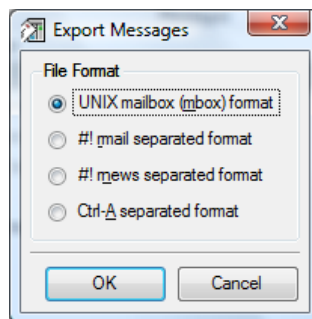 Export Messages
File Format
UNIX mailbox (mbox) format
#! mail separated format
#! mews separated format
Ctrl-A separated format
OK
Cancel